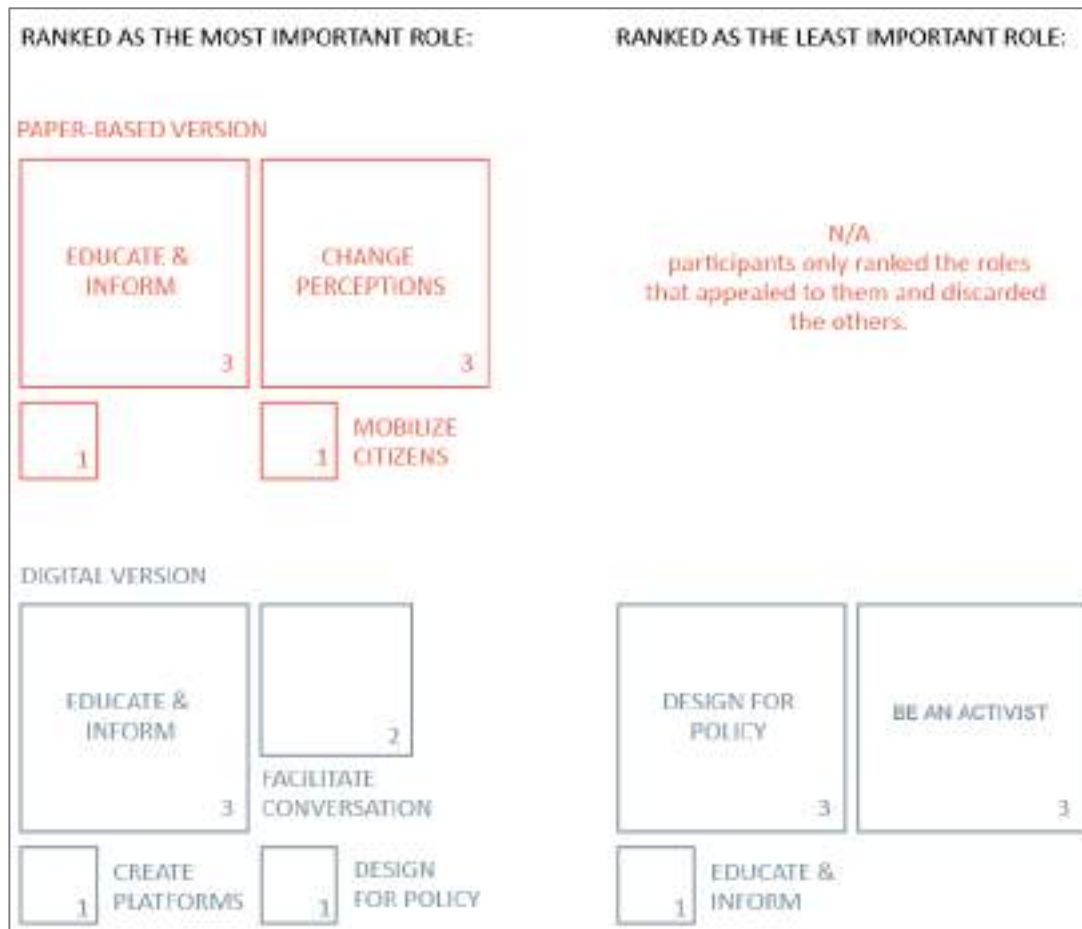 RANKED AS THE MOST IMPORTANT ROLE:
RANKED AS THE LEAST IMPORTANT ROLE:
PAPER-BASED VERSION
EDUCATE &
INFORM
3
CHANGE
PERCEPTIONS
3
N/A
participants only ranked the roles
that appealed to them and discarded
the others.
1
1
MOBILIZE
CITIZENS
DIGITAL VERSION
EDUCATE &
INFORM
3
2
FACILITATE
CONVERSATION
DESIGN FOR
POLICY
3
BE AN ACTIVIST
3
1
CREATE
PLATFORMS
1
DESIGN
FOR POLICY
1
EDUCATE &
INFORM